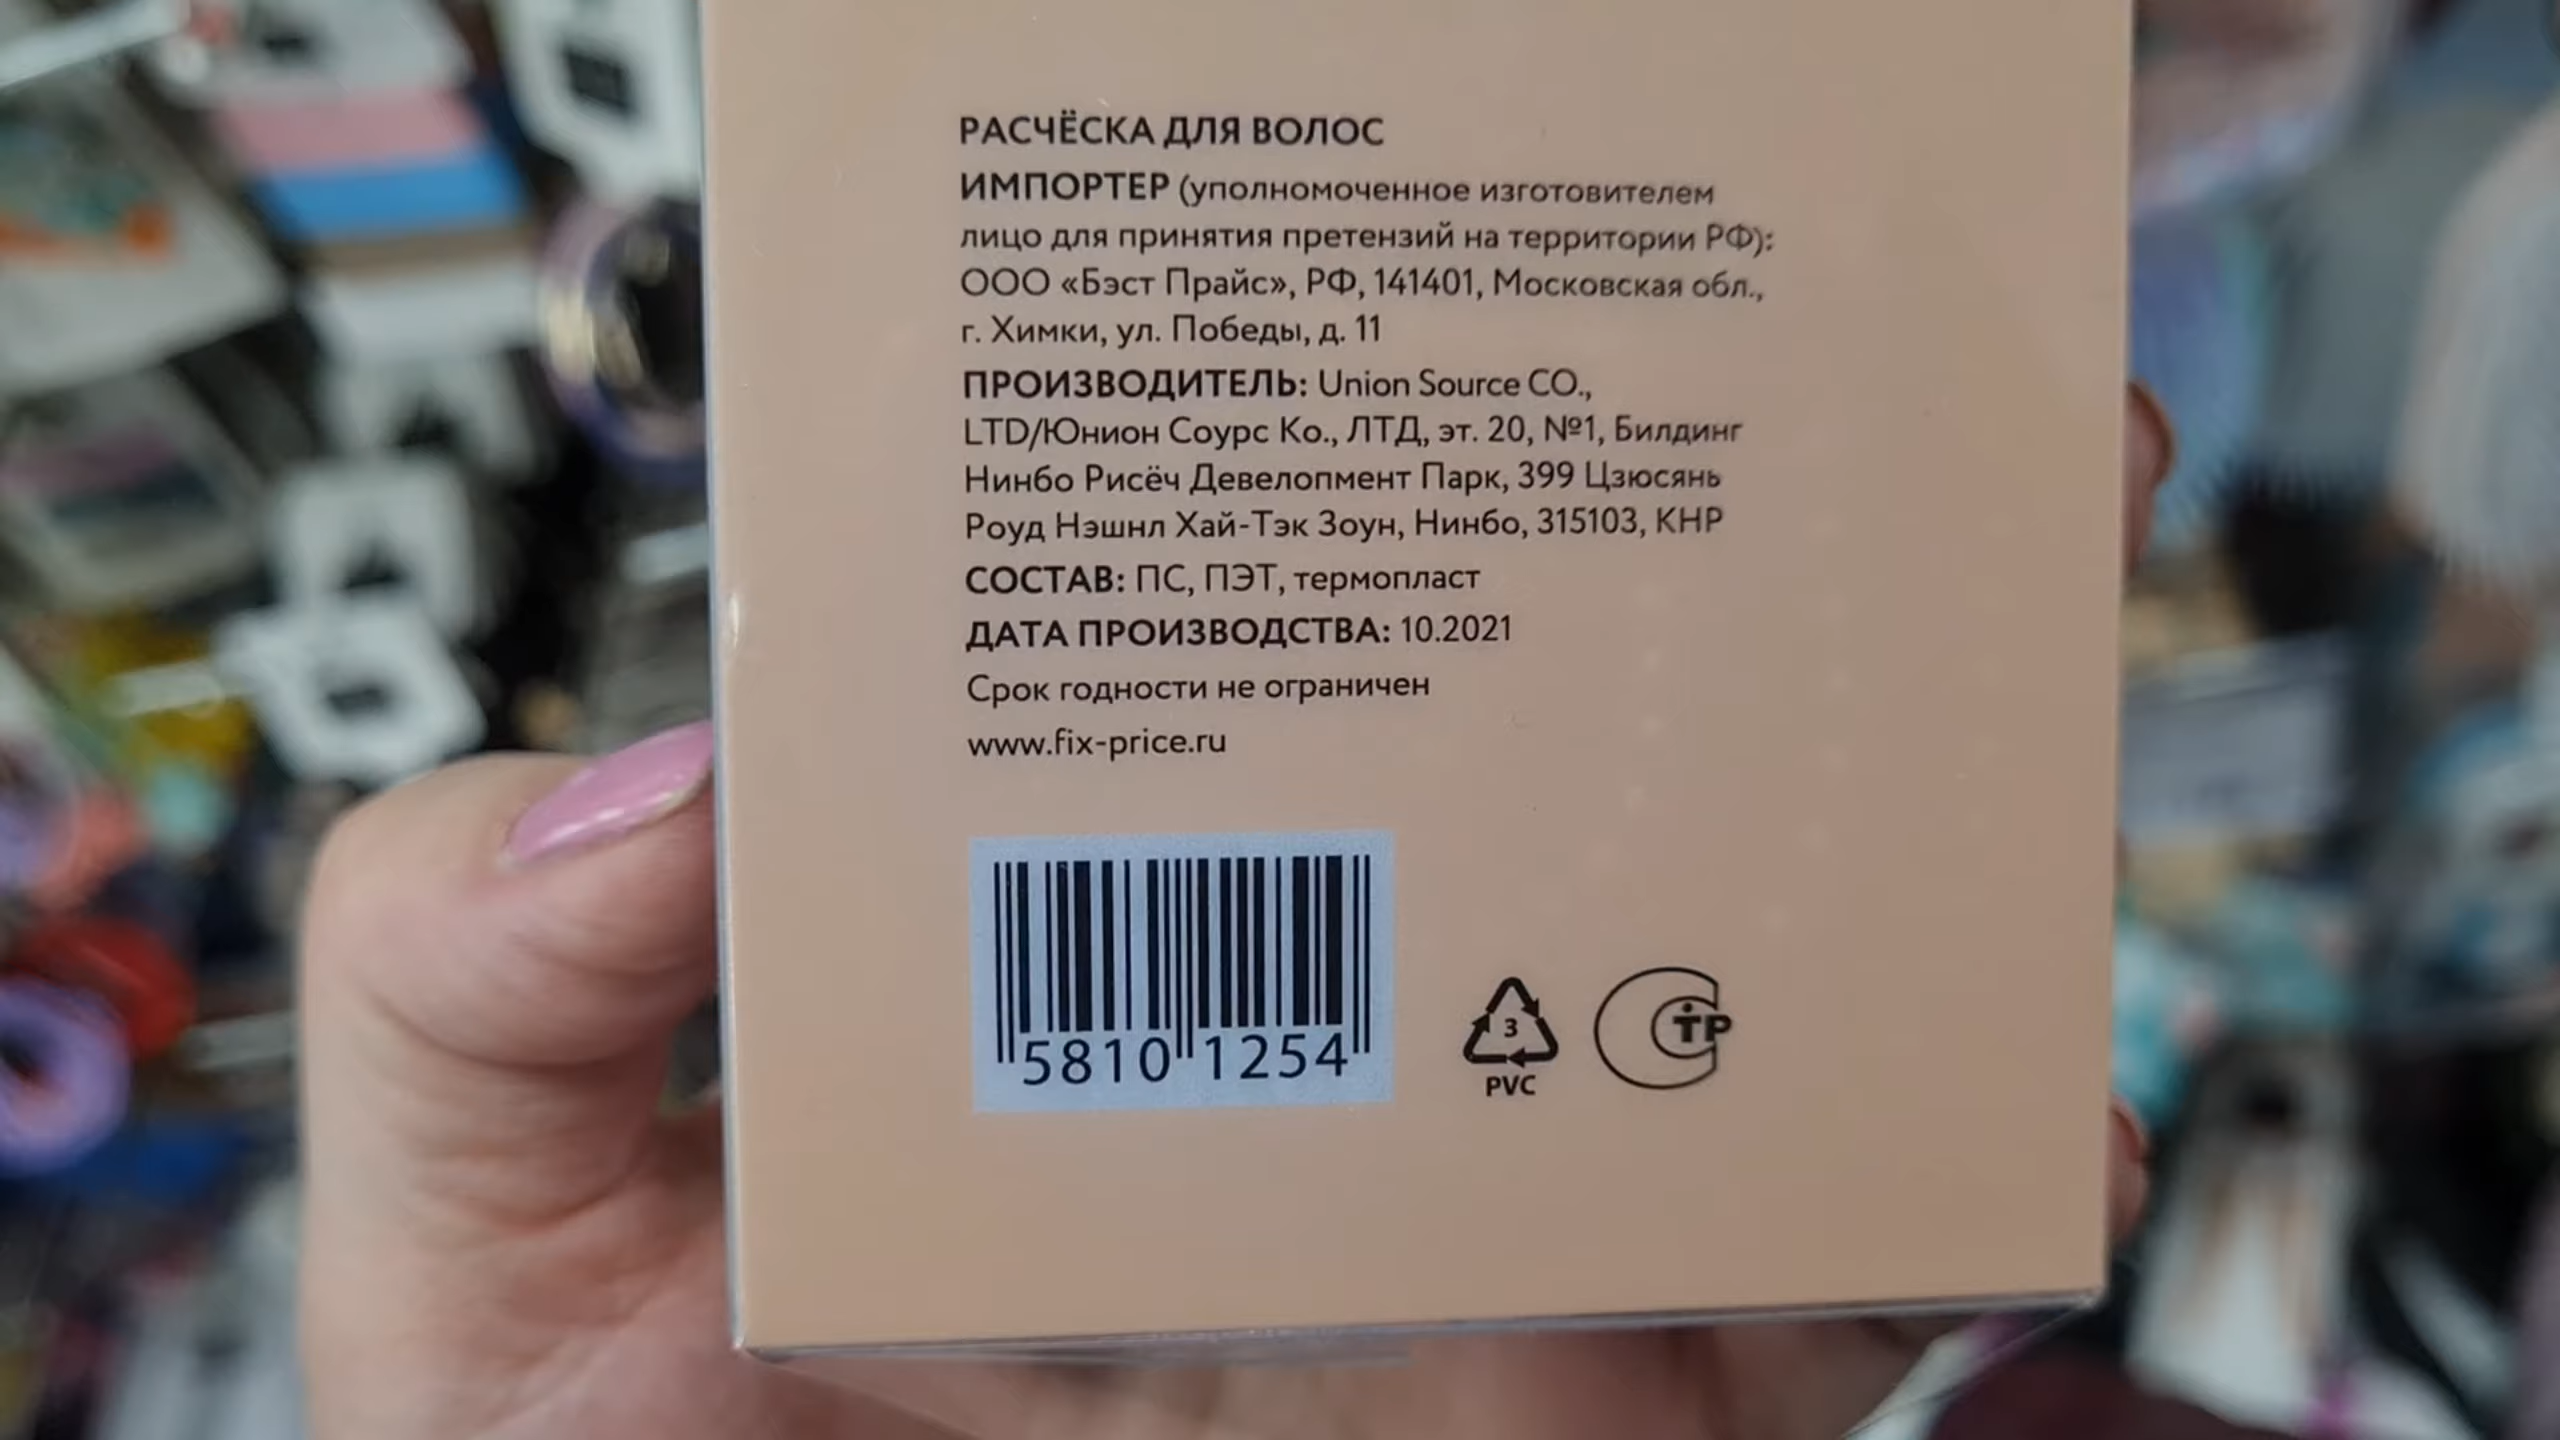 РАСЧЁСКА ДЛЯ ВОЛОС
ИМПОРТЕР (уполномоченное изготовителем
лицо для принятия претензий на территории РФ):
ООО «Бэст Прайс», РФ, 141401, Московская обл.,
г. Химки, ул. Победы, д. 11
ПРОИЗВОДИТЕЛЬ: Union Source CO.,
LTD/Юнион Соурс Ко., ЛТД, эт. 20, №1, Билдинг
Нинбо Рисёч Девелопмент Парк, 399 Цзюсянь
Роуд Нэшнл Хай-Тэк Зоун, Нинбо, 315103, КНР
СОСТАВ: ПС, ПЭТ, термопласт
ДАТА ПРОИЗВОДСТВА: 10.2021
Срок годности не ограничен
www.fix-price.ru
5810 1254
3
PVC
СТР